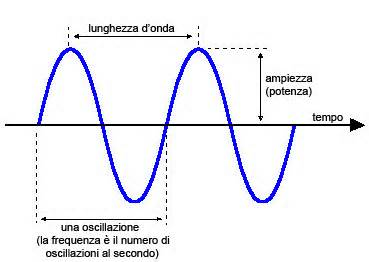 lunghezza d'onda
ampiezza
(potenza)
tempo
una oscillazione
(la frequenza è il numero di
oscillazioni al secondo)